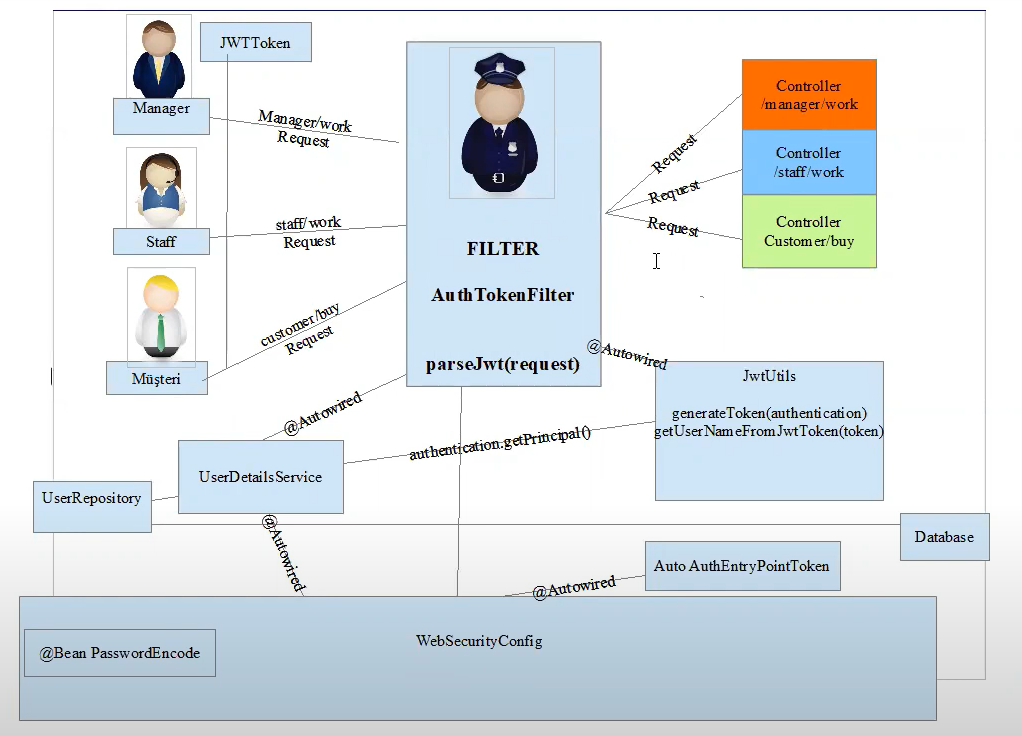 JWTToken
Manager
Manager/work
Request
Staff
staff/work
Request
Müşteri
customer/buy
Request
FILTER
AuthTokenFilter
parseJwt(request)
Request
Request
Request
Controller
/manager/work
Controller
/staff/work
Controller
Customer/buy
@Autowired
JwtUtils
generateToken(authentication)
getUserNameFromJwtToken(token)
@Autowired
authentication.getPrincipal()
UserDetailsService
UserRepository
@Autowired
Database
Auto AuthEntryPointToken
@Autowired
WebSecurityConfig
@Bean PasswordEncode